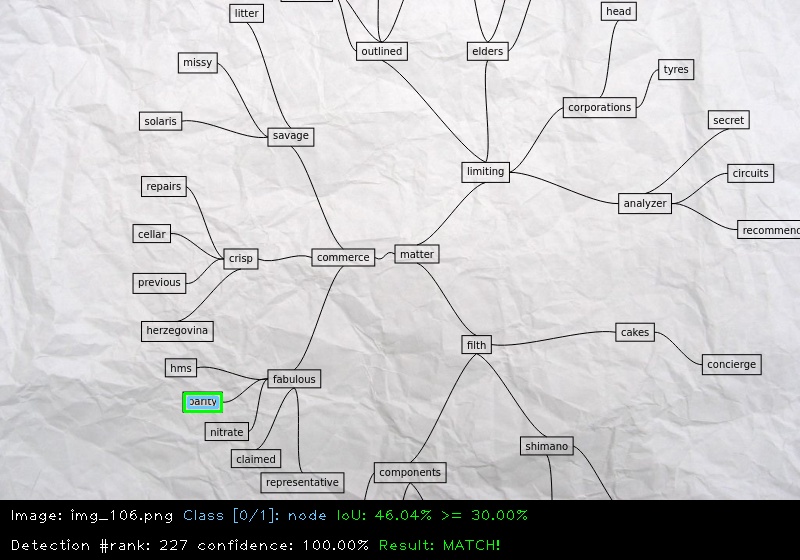 head
litter
outlined
elders
missy
tyres
corporations
solaris
secret
savage
limiting
circuits
repairs
analyzer
cellar
recommend
crisp
commerce
matter
previous
herzegovina
cakes
filth
concierge
hms
fabulous
parity
nitrate
shimano
claimed
components
representative
Image: img_106.png Class [0/1]: node IoU: 46.04% >= 30.00%
Detection #rank: 227 confidence: 100.00% Result: MATCH!